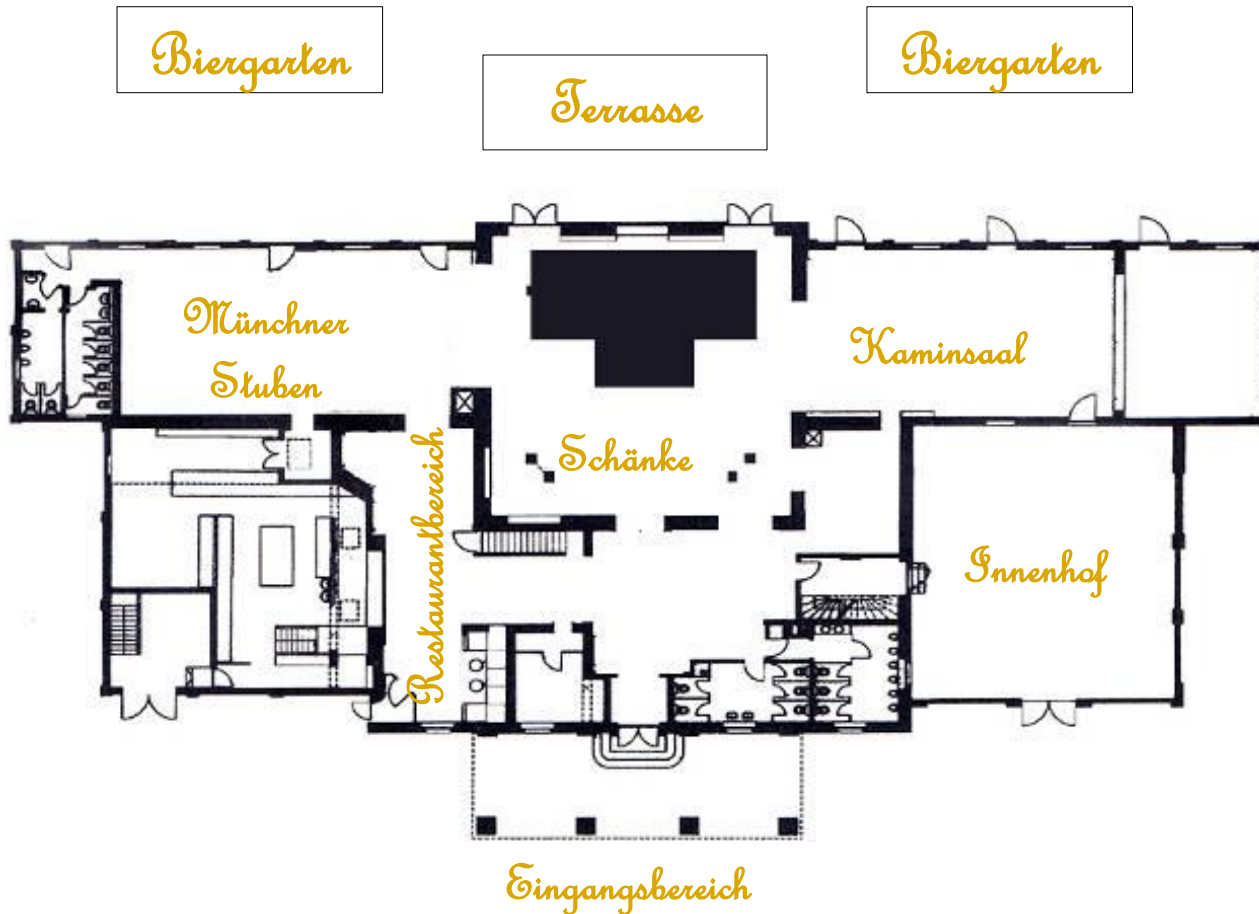 Biergarten
Biergarten
Terrasse
Münchner
Stuben
Kaminsaal
Schänke
Restaurantbereich
Innenhof
Eingangsbereich